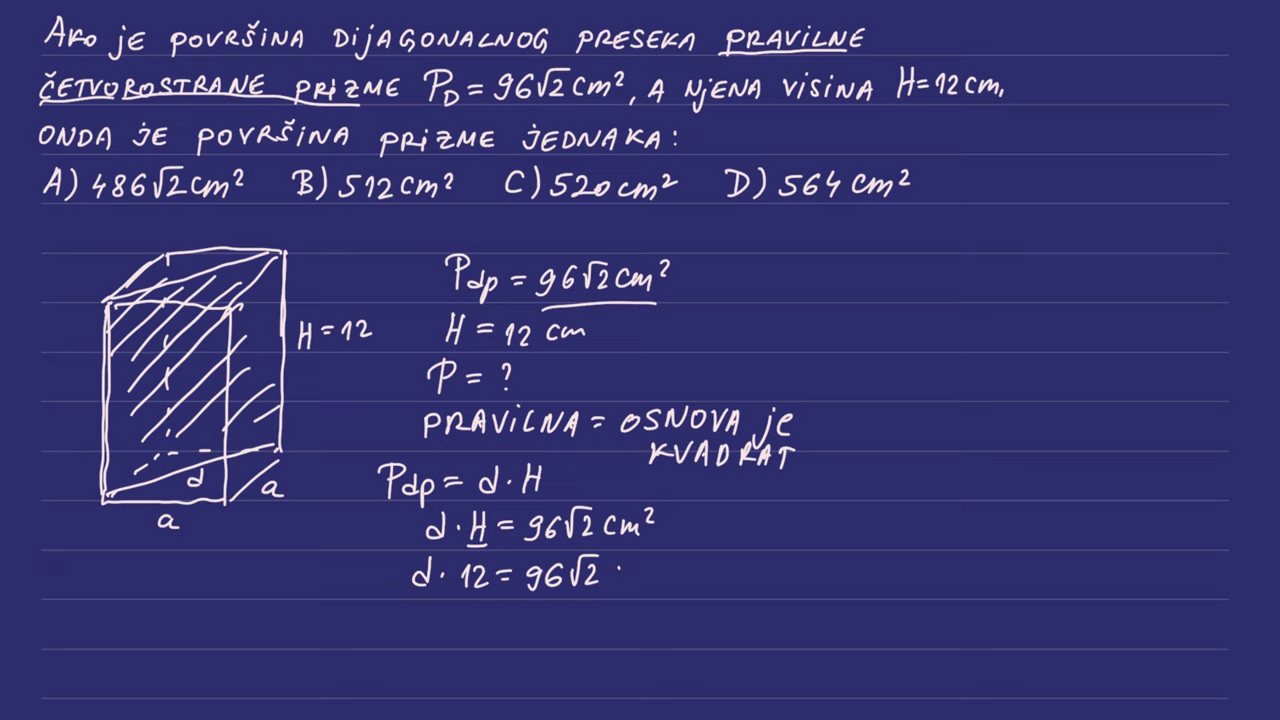 Ako je površina dijagonalnog preseka pravilne
četvorostrane prizme P_D = 96√2 cm², a njena visina H = 12 cm,
onda je površina prizme jednaka:
A) 486√2 cm² B) 512 cm² C) 520 cm² D) 564 cm²
H = 12
d
a
a
P_dp = 96√2 cm²
H = 12 cm
P = ?
PRAVILNA = OSNOVA je
KVADRAT
P_dp = d · H
d · H = 96√2 cm²
d · 12 = 96√2 ·